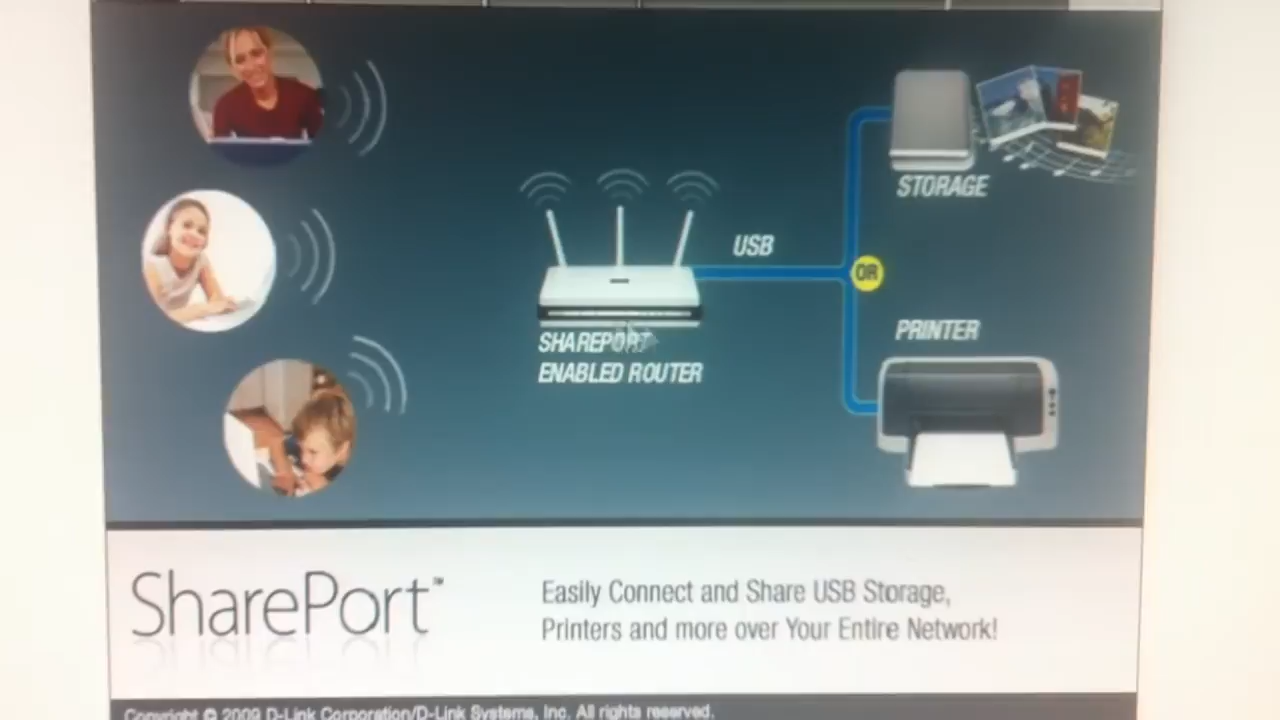 STORAGE
USB
OR
PRINTER
SHAREPORT
ENABLED ROUTER
SharePort™
Easily Connect and Share USB Storage,
Printers and more over Your Entire Network!
Copyright © 2009 D-Link Corporation/D-Link Systems, Inc. All rights reserved.